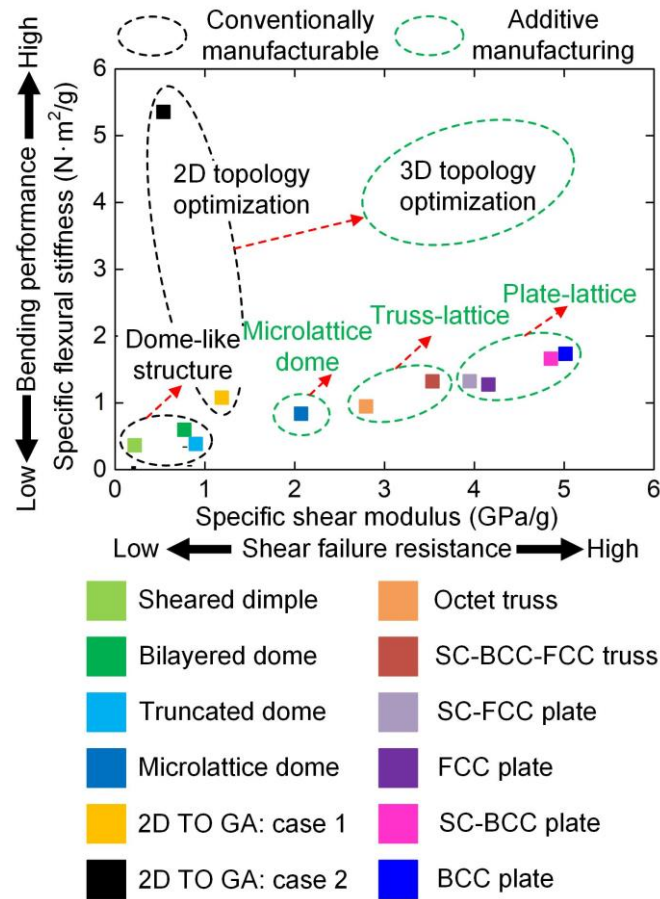 Conventionally
manufacturable
Additive
manufacturing
High
Bending performance
Low
Specific flexural stiffness (N·m²/g)
6
5
4
3
2
1
0
2D topology
optimization
3D topology
optimization
Dome-like
structure
Microlattice
dome
Truss-lattice
Plate-lattice
0
1
2
3
4
5
6
Specific shear modulus (GPa/g)
Low
Shear failure resistance
High
Sheared dimple
Octet truss
Bilayered dome
SC-BCC-FCC truss
Truncated dome
SC-FCC plate
Microlattice dome
FCC plate
2D TO GA: case 1
SC-BCC plate
2D TO GA: case 2
BCC plate